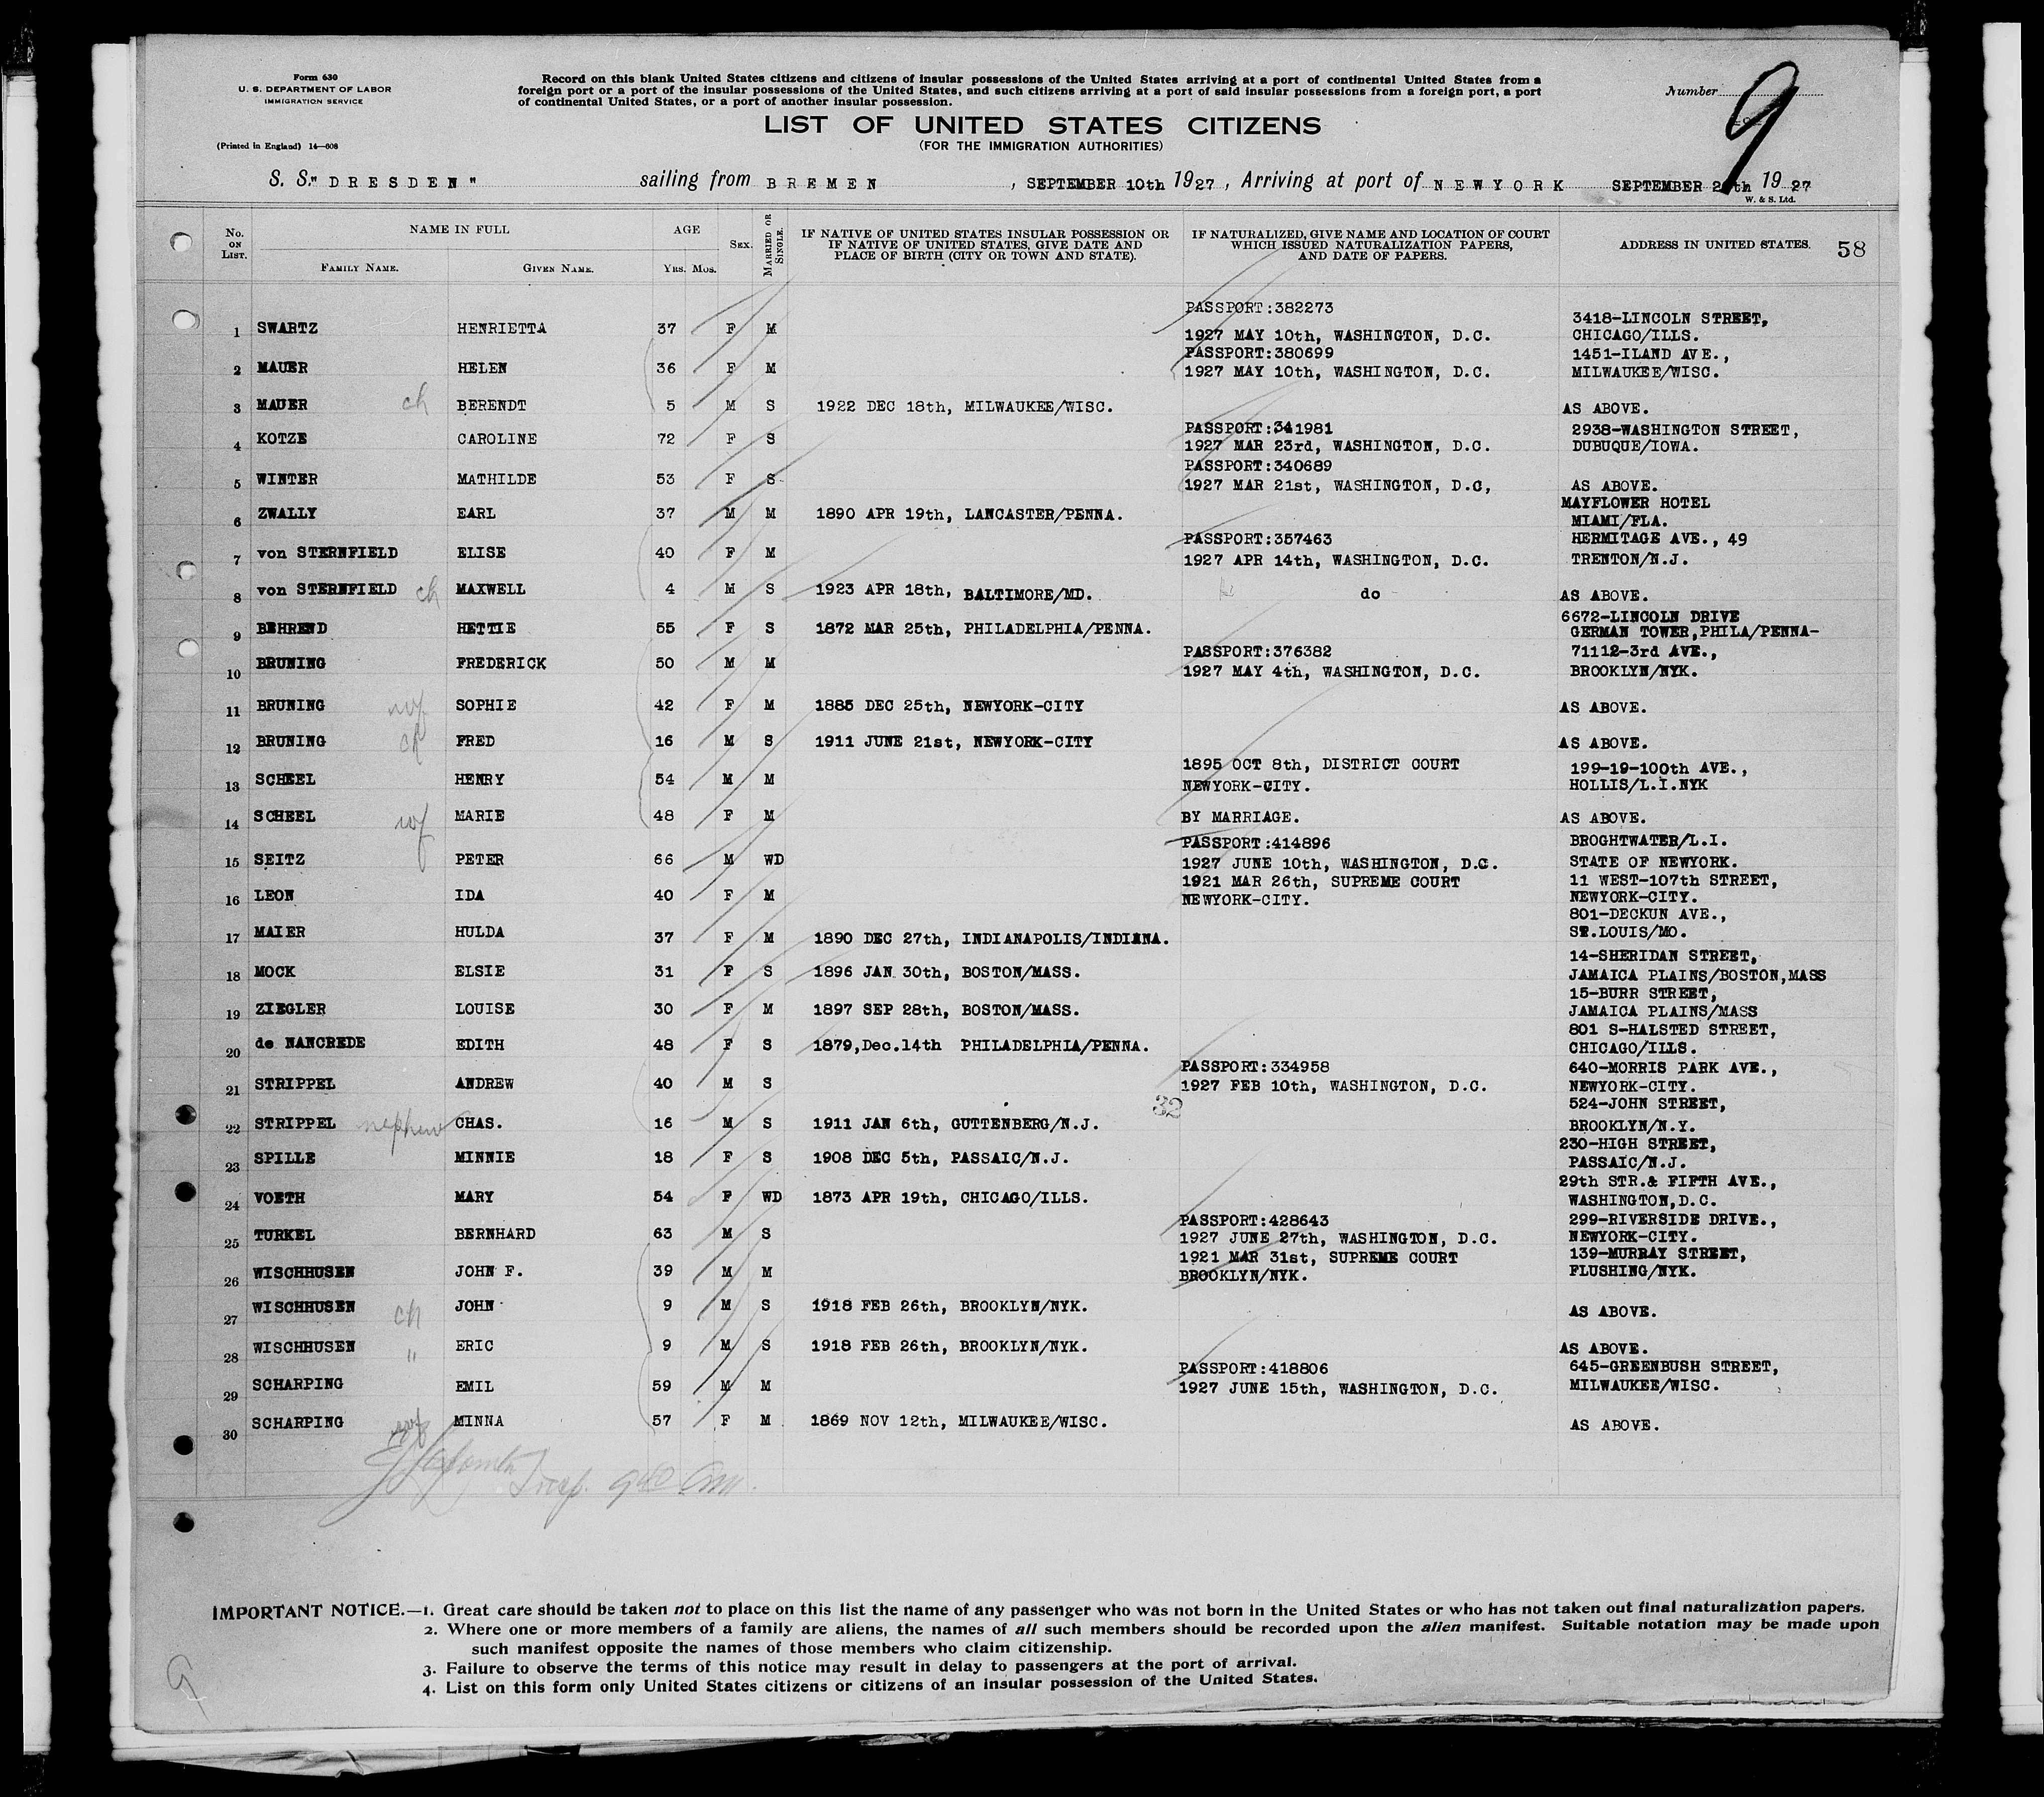 Form 630
U. S. DEPARTMENT OF LABOR
IMMIGRATION SERVICE
(Printed in England) 14—608
Record on this blank United States citizens and citizens of insular possessions of the United States arriving at a port of continental United States from a
foreign port or a port of the insular possessions of the United States, and such citizens arriving at a port of said insular possessions from a foreign port, a port
of continental United States, or a port of another insular possession.
Number 9
LIST OF UNITED STATES CITIZENS
(FOR THE IMMIGRATION AUTHORITIES)
S. S. "DRESDEN" sailing from BREMEN, SEPTEMBER 10th 1927, Arriving at port of NEWYORK SEPTEMBER 1927
W. & S. Ltd.
No. ON LIST. NAME IN FULL FAMILY NAME. GIVEN NAME. AGE YRS. MOS. SEX. MARRIED OR SINGLE. IF NATIVE OF UNITED STATES INSULAR POSSESSION OR IF NATIVE OF UNITED STATES, GIVE DATE AND PLACE OF BIRTH (CITY OR TOWN AND STATE). IF NATURALIZED, GIVE NAME AND LOCATION OF COURT WHICH ISSUED NATURALIZATION PAPERS, AND DATE OF PAPERS. ADDRESS IN UNITED STATES. 58
1 SWARTZ HENRIETTA 37 F M PASSPORT:382273 1927 MAY 10th, WASHINGTON, D.C. 3418-LINCOLN STREET, CHICAGO/ILLS.
2 MAUER HELEN 36 F M PASSPORT:380699 1927 MAY 10th, WASHINGTON, D.C. 1451-ILAND AVE., MILWAUKEE/WISC.
3 MAUER ch BERENDT 5 M S 1922 DEC 18th, MILWAUKEE/WISC. AS ABOVE.
4 KOTZE CAROLINE 72 F S PASSPORT:341981 1927 MAR 23rd, WASHINGTON, D.C. 2938-WASHINGTON STREET, DUBUQUE/IOWA.
5 WINTER MATHILDE 53 F S PASSPORT:340689 1927 MAR 21st, WASHINGTON, D.C, AS ABOVE.
6 ZWALLY EARL 37 M M 1890 APR 19th, LANCASTER/PENNA. MAYFLOWER HOTEL MIAMI/FLA.
7 von STERNFIELD ELISE 40 F M PASSPORT:357463 1927 APR 14th, WASHINGTON, D.C. HERMITAGE AVE., 49 TRENTON/N.J.
8 von STERNFIELD ch MAXWELL 4 M S 1923 APR 18th, BALTIMORE/MD. do AS ABOVE.
9 BEHREND HETTIE 55 F S 1872 MAR 25th, PHILADELPHIA/PENNA. 6672-LINCOLN DRIVE GERMAN TOWER,PHILA/PENNA-
10 BRUNING FREDERICK 50 M M PASSPORT:376382 1927 MAY 4th, WASHINGTON, D.C. 71112-3rd AVE., BROOKLYN/NYK.
11 BRUNING wf SOPHIE 42 F M 1885 DEC 25th, NEWYORK-CITY AS ABOVE.
12 BRUNING ch FRED 16 M S 1911 JUNE 21st, NEWYORK-CITY AS ABOVE.
13 SCHEEL HENRY 54 M M 1895 OCT 8th, DISTRICT COURT NEWYORK-CITY. 199-19-100th AVE., HOLLIS/L.I.NYK
14 SCHEEL wf MARIE 48 F M BY MARRIAGE. AS ABOVE.
15 SEITZ PETER 66 M WD PASSPORT:414896 1927 JUNE 10th, WASHINGTON, D.C. BROGHTWATER/L.I. STATE OF NEWYORK.
16 LEON IDA 40 F M 1921 MAR 26th, SUPREME COURT NEWYORK-CITY. 11 WEST-107th STREET, NEWYORK-CITY.
17 MAIER HULDA 37 F M 1890 DEC 27th, INDIANAPOLIS/INDIANA. 801-DECKUN AVE., ST.LOUIS/MO.
18 MOCK ELSIE 31 F S 1896 JAN 30th, BOSTON/MASS. 14-SHERIDAN STREET, JAMAICA PLAINS/BOSTON,MASS
19 ZIEGLER LOUISE 30 F M 1897 SEP 28th, BOSTON/MASS. 15-BURR STREET, JAMAICA PLAINS/MASS
20 de NANCREDE EDITH 48 F S 1879,Dec.14th PHILADELPHIA/PENNA. 801 S-HALSTED STREET, CHICAGO/ILLS.
21 STRIPPEL ANDREW 40 M S PASSPORT:334958 1927 FEB 10th, WASHINGTON, D.C. 640-MORRIS PARK AVE., NEWYORK-CITY.
32
22 STRIPPEL nephew CHAS. 16 M S 1911 JAN 6th, GUTTENBERG/N.J. 524-JOHN STREET, BROOKLYN/N.Y.
23 SPILLE MINNIE 18 F S 1908 DEC 5th, PASSAIC/N.J. 230-HIGH STREET, PASSAIC/N.J.
24 VOETH MARY 54 F WD 1873 APR 19th, CHICAGO/ILLS. 29th STR.& FIFTH AVE., WASHINGTON,D.C.
25 TURKEL BERNHARD 63 M S PASSPORT:428643 1927 JUNE 27th, WASHINGTON, D.C. 299-RIVERSIDE DRIVE., NEWYORK-CITY.
26 WISCHHUSEN JOHN F. 39 M M 1921 MAR 31st, SUPREME COURT BROOKLYN/NYK. 139-MURRAY STREET, FLUSHING/NYK.
27 WISCHHUSEN ch JOHN 9 M S 1918 FEB 26th, BROOKLYN/NYK. AS ABOVE.
28 WISCHHUSEN " ERIC 9 M S 1918 FEB 26th, BROOKLYN/NYK. AS ABOVE.
29 SCHARPING EMIL 59 M M PASSPORT:418806 1927 JUNE 15th, WASHINGTON, D.C. 645-GREENBUSH STREET, MILWAUKEE/WISC.
30 SCHARPING wf MINNA 57 F M 1869 NOV 12th, MILWAUKEE/WISC. AS ABOVE.
Insp.
IMPORTANT NOTICE.—1. Great care should be taken not to place on this list the name of any passenger who was not born in the United States or who has not taken out final naturalization papers.
2. Where one or more members of a family are aliens, the names of all such members should be recorded upon the alien manifest. Suitable notation may be made upon
such manifest opposite the names of those members who claim citizenship.
3. Failure to observe the terms of this notice may result in delay to passengers at the port of arrival.
4. List on this form only United States citizens or citizens of an insular possession of the United States.
9